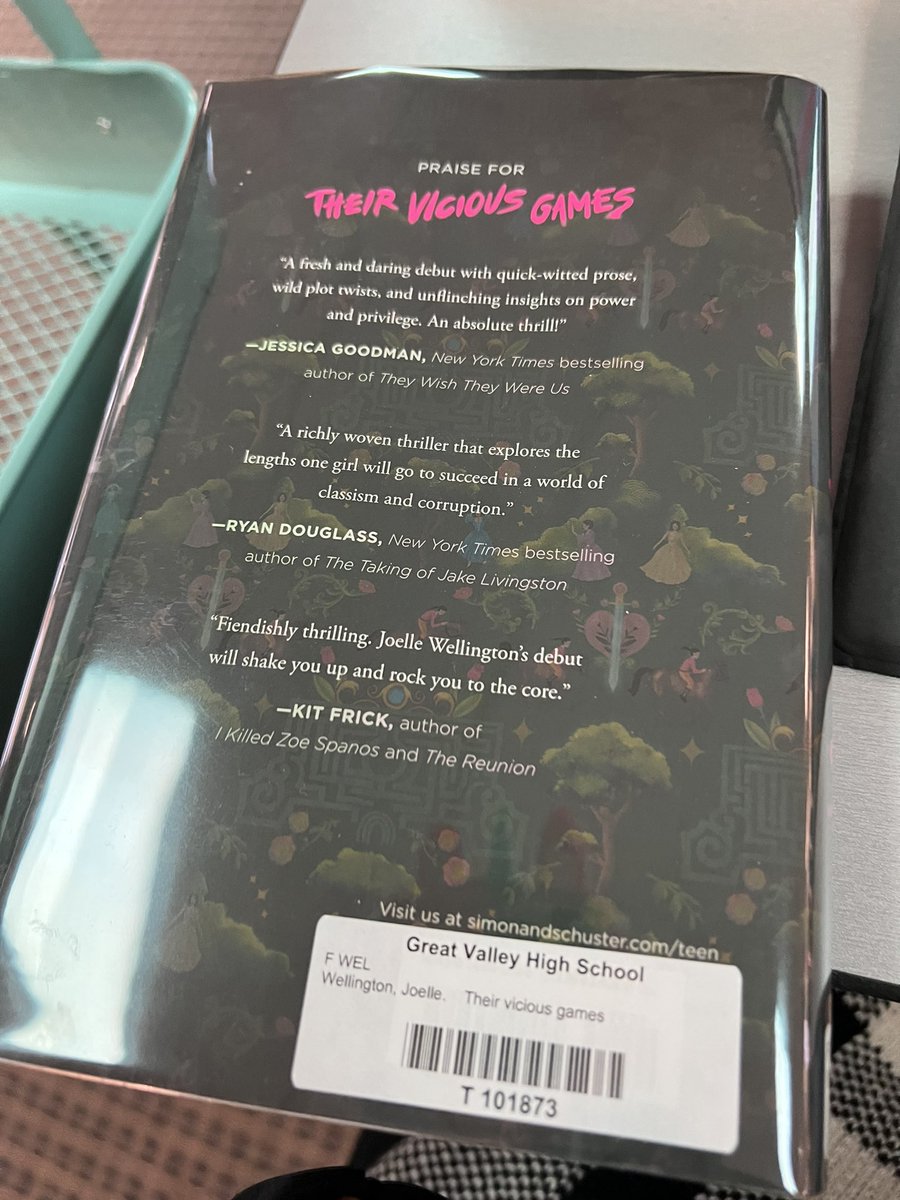 PRAISE FOR
THEIR VICIOUS GAMES
“A fresh and daring debut with quick-witted prose,
wild plot twists, and unflinching insights on power
and privilege. An absolute thrill!”
—JESSICA GOODMAN, New York Times bestselling
author of They Wish They Were Us
“A richly woven thriller that explores the
lengths one girl will go to succeed in a world of
classism and corruption.”
—RYAN DOUGLASS, New York Times bestselling
author of The Taking of Jake Livingston
“Fiendishly thrilling. Joelle Wellington’s debut
will shake you up and rock you to the core.”
—KIT FRICK, author of
I Killed Zoe Spanos and The Reunion
Visit us at simonandschuster.com/teen
Great Valley High School
F WEL
Wellington, Joelle. Their vicious games
T 101873